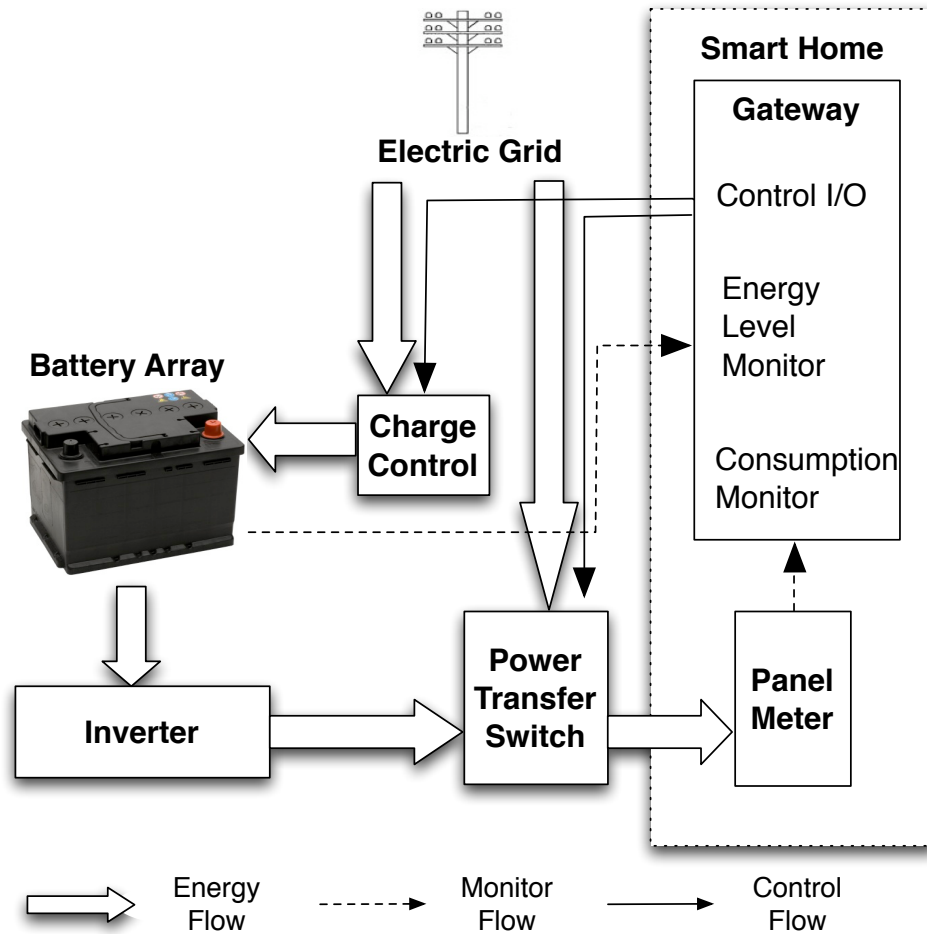 Smart Home
Gateway
Electric Grid
Control I/O
Energy
Level
Monitor
Battery Array
Charge
Control
Consumption
Monitor
Power
Transfer
Switch
Panel
Meter
Inverter
Energy
Flow
Monitor
Flow
Control
Flow